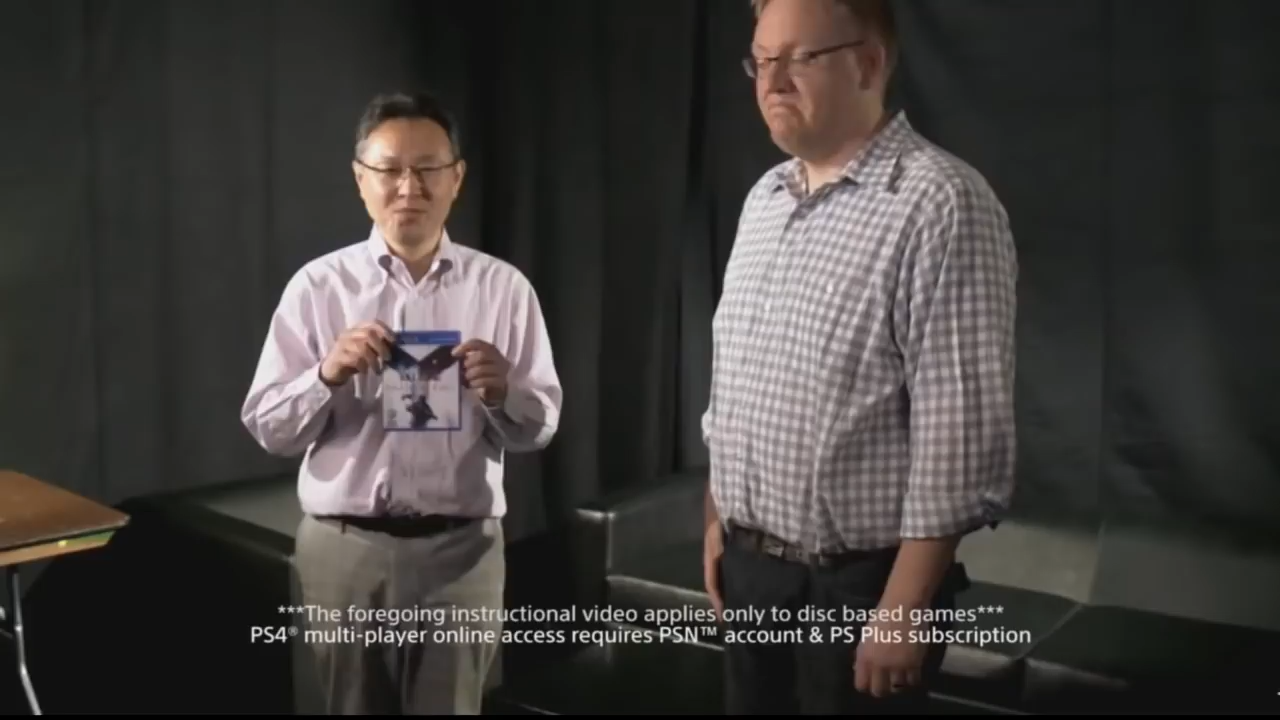 ***The foregoing instructional video applies only to disc based games***
PS4® multi-player online access requires PSN™ account & PS Plus subscription